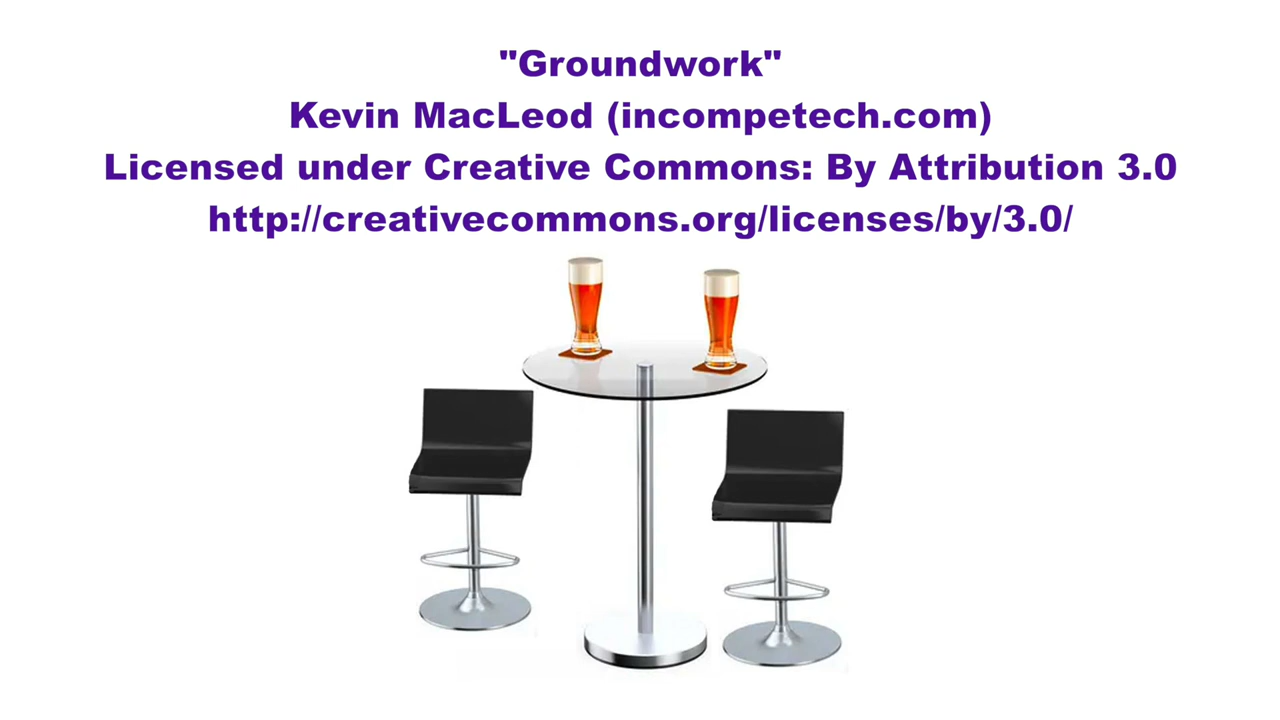 "Groundwork"
Kevin MacLeod (incompetech.com)
Licensed under Creative Commons: By Attribution 3.0
http://creativecommons.org/licenses/by/3.0/